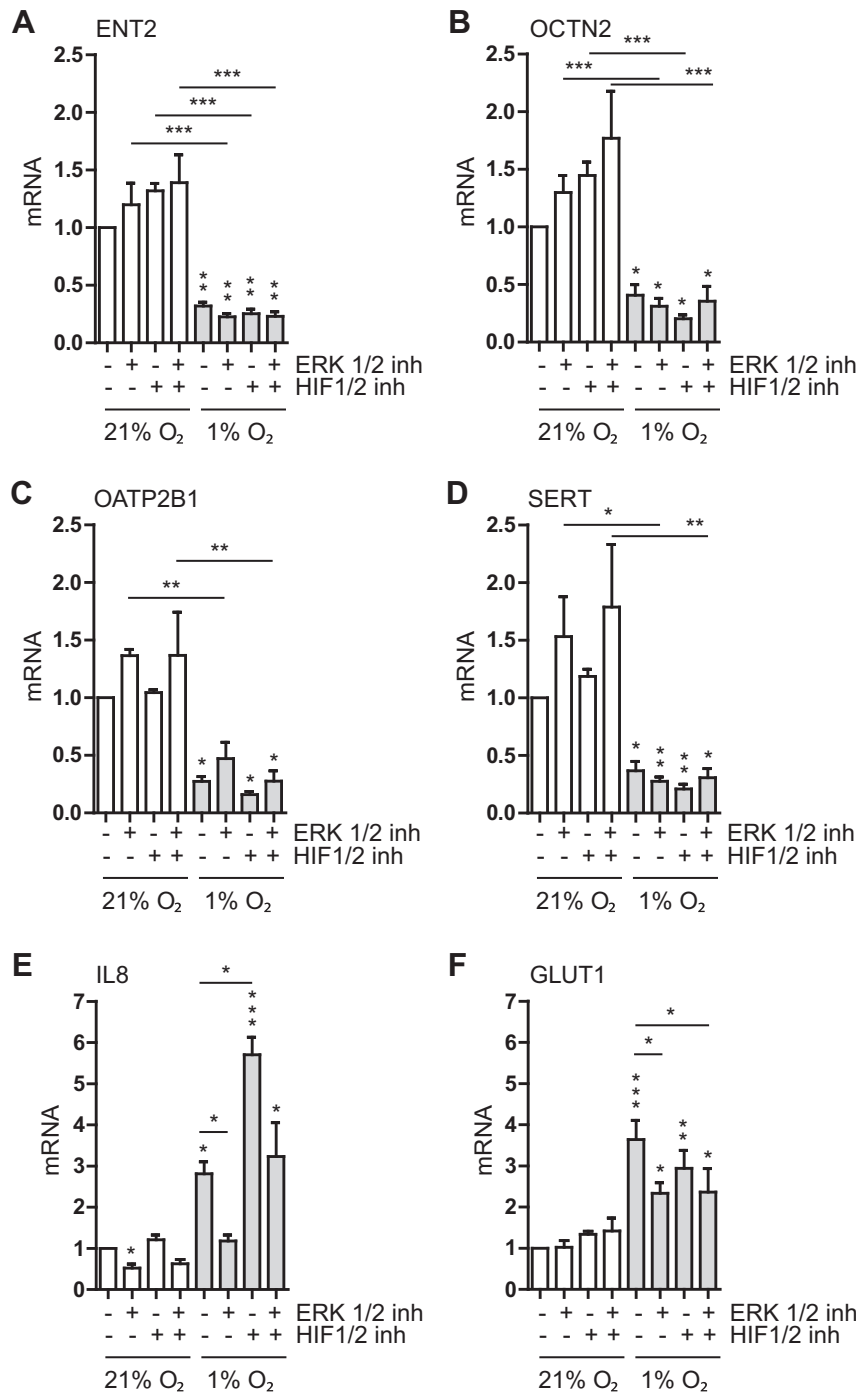 A ENT2
2.5
2.0
1.5
1.0
0.5
0.0
mRNA
***
***
***
** ** ** **
- + - + - + - + ERK 1/2 inh
- - + + - - + + HIF1/2 inh
21% O₂ 1% O₂
B OCTN2
2.5
2.0
1.5
1.0
0.5
0.0
mRNA
***
*** ***
* * * *
- + - + - + - + ERK 1/2 inh
- - + + - - + + HIF1/2 inh
21% O₂ 1% O₂
C OATP2B1
2.5
2.0
1.5
1.0
0.5
0.0
mRNA
**
**
* * *
- + - + - + - + ERK 1/2 inh
- - + + - - + + HIF1/2 inh
21% O₂ 1% O₂
D SERT
2.5
2.0
1.5
1.0
0.5
0.0
mRNA
* **
* ** ** *
- + - + - + - + ERK 1/2 inh
- - + + - - + + HIF1/2 inh
21% O₂ 1% O₂
E IL8
7
6
5
4
3
2
1
0
mRNA
*
***
*
* * *
- + - + - + - + ERK 1/2 inh
- - + + - - + + HIF1/2 inh
21% O₂ 1% O₂
F GLUT1
7
6
5
4
3
2
1
0
mRNA
*
*
*** * ** *
- + - + - + - + ERK 1/2 inh
- - + + - - + + HIF1/2 inh
21% O₂ 1% O₂